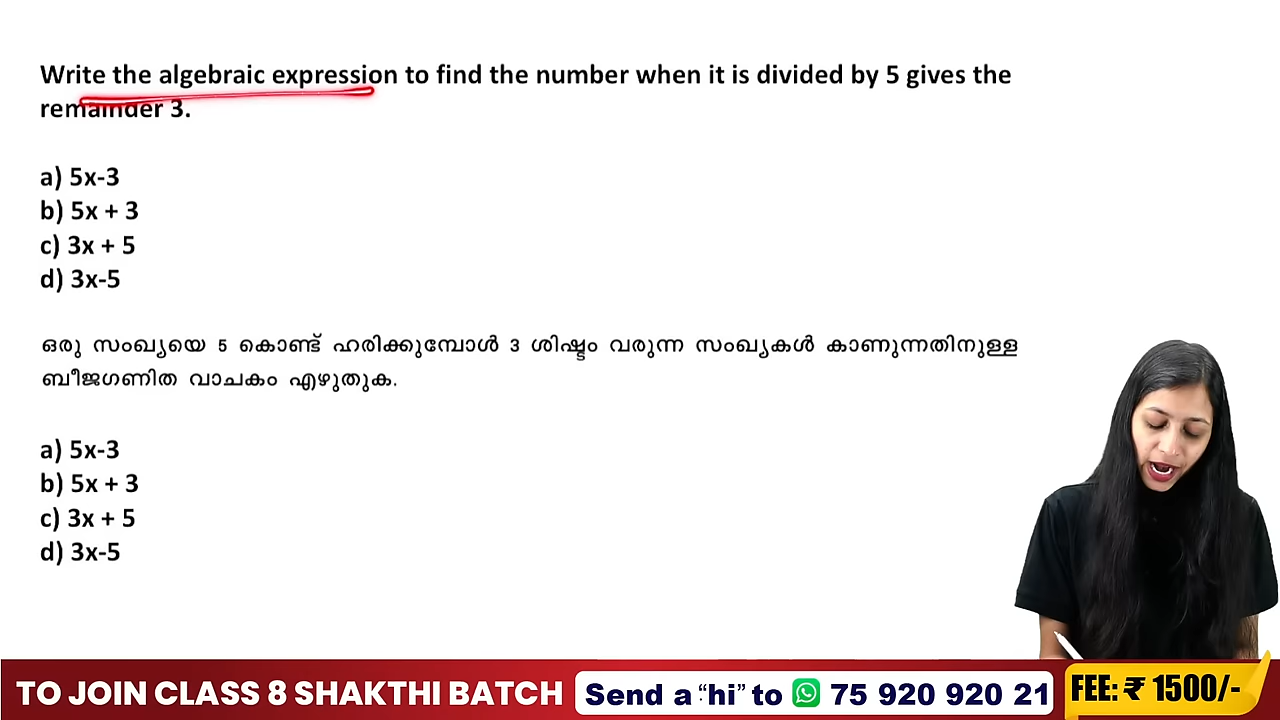 Write the algebraic expression to find the number when it is divided by 5 gives the
remainder 3.
a) 5x-3
b) 5x + 3
c) 3x + 5
d) 3x-5
ഒരു സംഖ്യയെ 5 കൊണ്ട് ഹരിക്കുമ്പോൾ 3 ശിഷ്ടം വരുന്ന സംഖ്യകൾ കാണുന്നതിനുള്ള
ബീജഗണിത വാചകം എഴുതുക.
a) 5x-3
b) 5x + 3
c) 3x + 5
d) 3x-5
TO JOIN CLASS 8 SHAKTHI BATCH Send a “hi” to 75 920 920 21 FEE: ₹ 1500/-